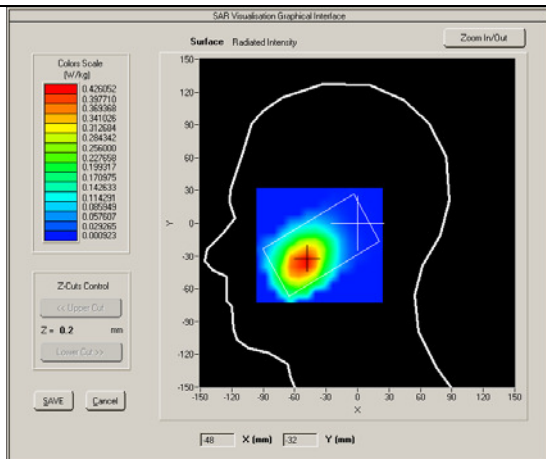 SAR Visualisation Graphical Interface
Surface Radiated Intensity
Zoom In/Out
Colors Scale
(W/kg)
0.426052
0.397710
0.369368
0.341026
0.312684
0.284342
0.256000
0.227658
0.199317
0.170975
0.142633
0.114291
0.085949
0.057607
0.029265
0.000923
Z-Cuts Control
<< Upper Cut
Z = 0.2 mm
Lower Cut >>
SAVE Cancel
150-
120-
90-
60-
30-
0-
-30-
-60-
-90-
-120-
-150-
Y
-150 -120 -90 -60 -30 0 30 60 90 120 150
X
-48 X (mm) -32 Y (mm)